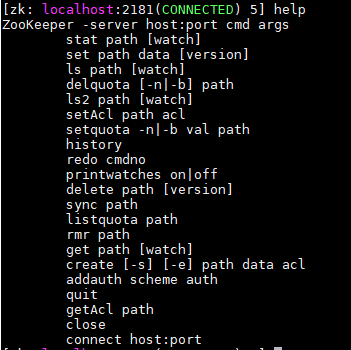 [zk: localhost:2181(CONNECTED) 5] help
ZooKeeper -server host:port cmd args
stat path [watch]
set path data [version]
ls path [watch]
delquota [-n|-b] path
ls2 path [watch]
setAcl path acl
setquota -n|-b val path
history
redo cmdno
printwatches on|off
delete path [version]
sync path
listquota path
rmr path
get path [watch]
create [-s] [-e] path data acl
addauth scheme auth
quit
getAcl path
close
connect host:port